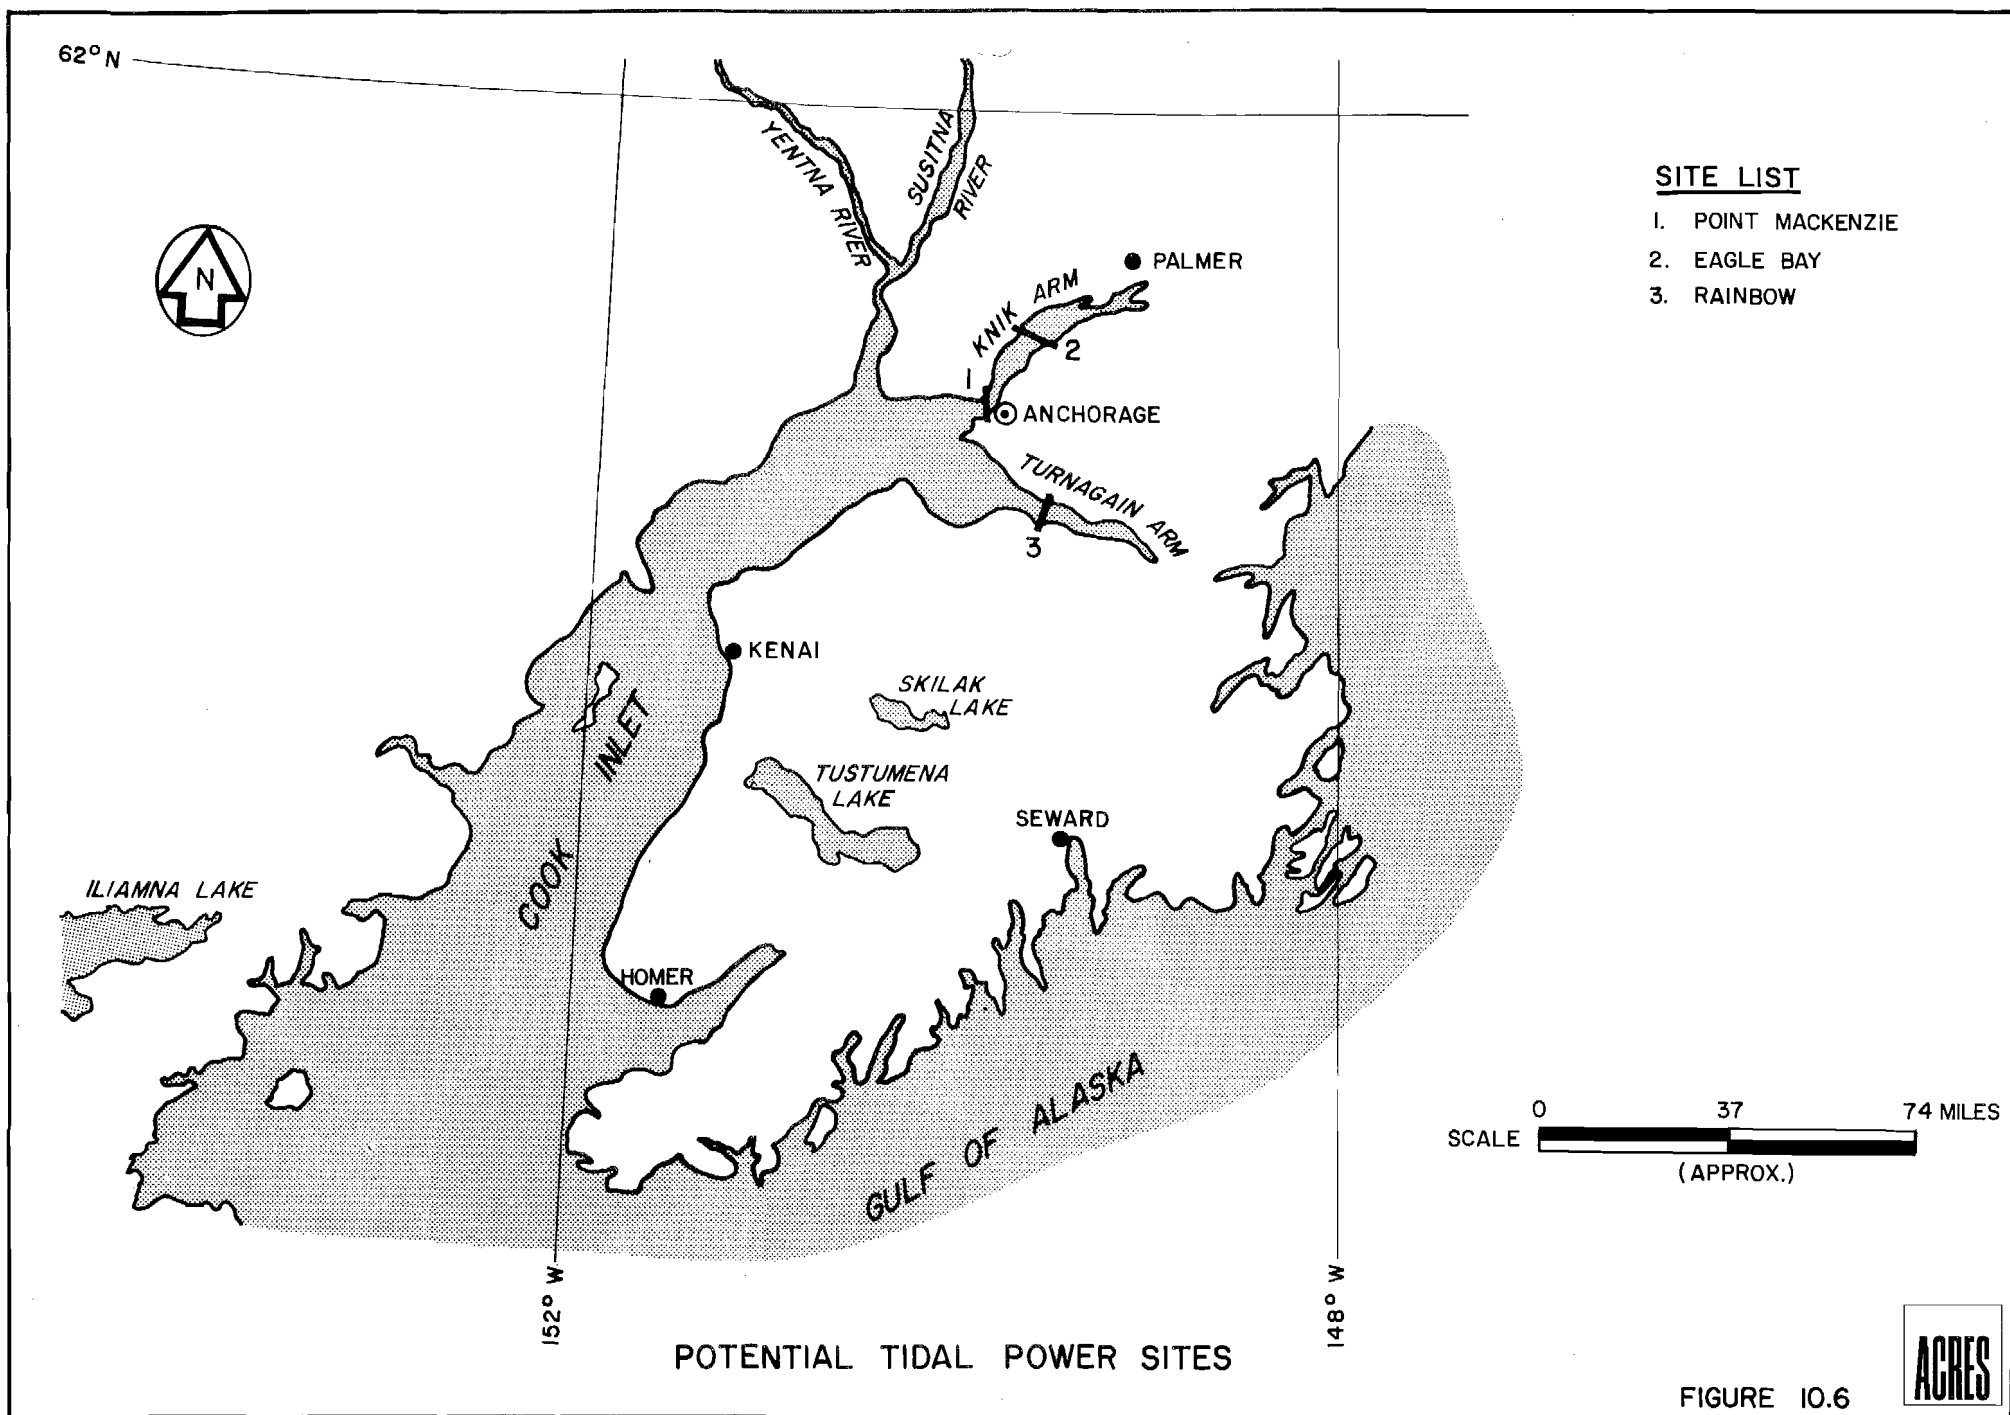 62° N
YENTNA RIVER
SUSITNA
RIVER
N
SITE LIST
1. POINT MACKENZIE
2. EAGLE BAY
3. RAINBOW
PALMER
KNIK ARM
2
1
ANCHORAGE
TURNAGAIN ARM
3
KENAI
SKILAK
LAKE
COOK INLET
TUSTUMENA
LAKE
SEWARD
ILIAMNA LAKE
HOMER
GULF OF ALASKA
0 37 74 MILES
SCALE
(APPROX.)
152° W
148° W
POTENTIAL TIDAL POWER SITES
FIGURE 10.6
ACRES